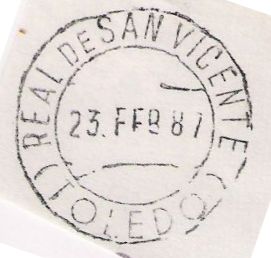 REAL DE SAN VICENTE
23. FEB 87
(TOLEDO)